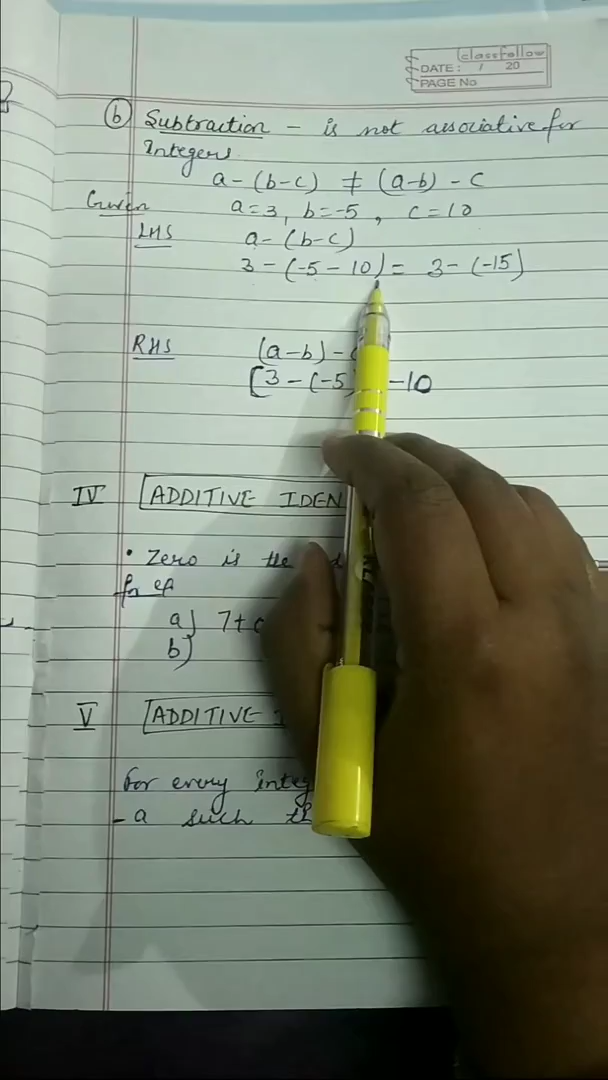 classfollow
DATE: / 20
PAGE No
(b) Subtraction - is not associative for
Integers.
a-(b-c) ≠ (a-b)-c
Given a=3, b=-5, c=10
LHS a-(b-c)
3-(-5-10)= 3-(-15)
RHS (a-b)-
[3-(-5) -10
IV ADDITIVE IDEN
• Zero is the
for eg
a) 7+
b)
V ADDITIVE
For every integ
-a such th